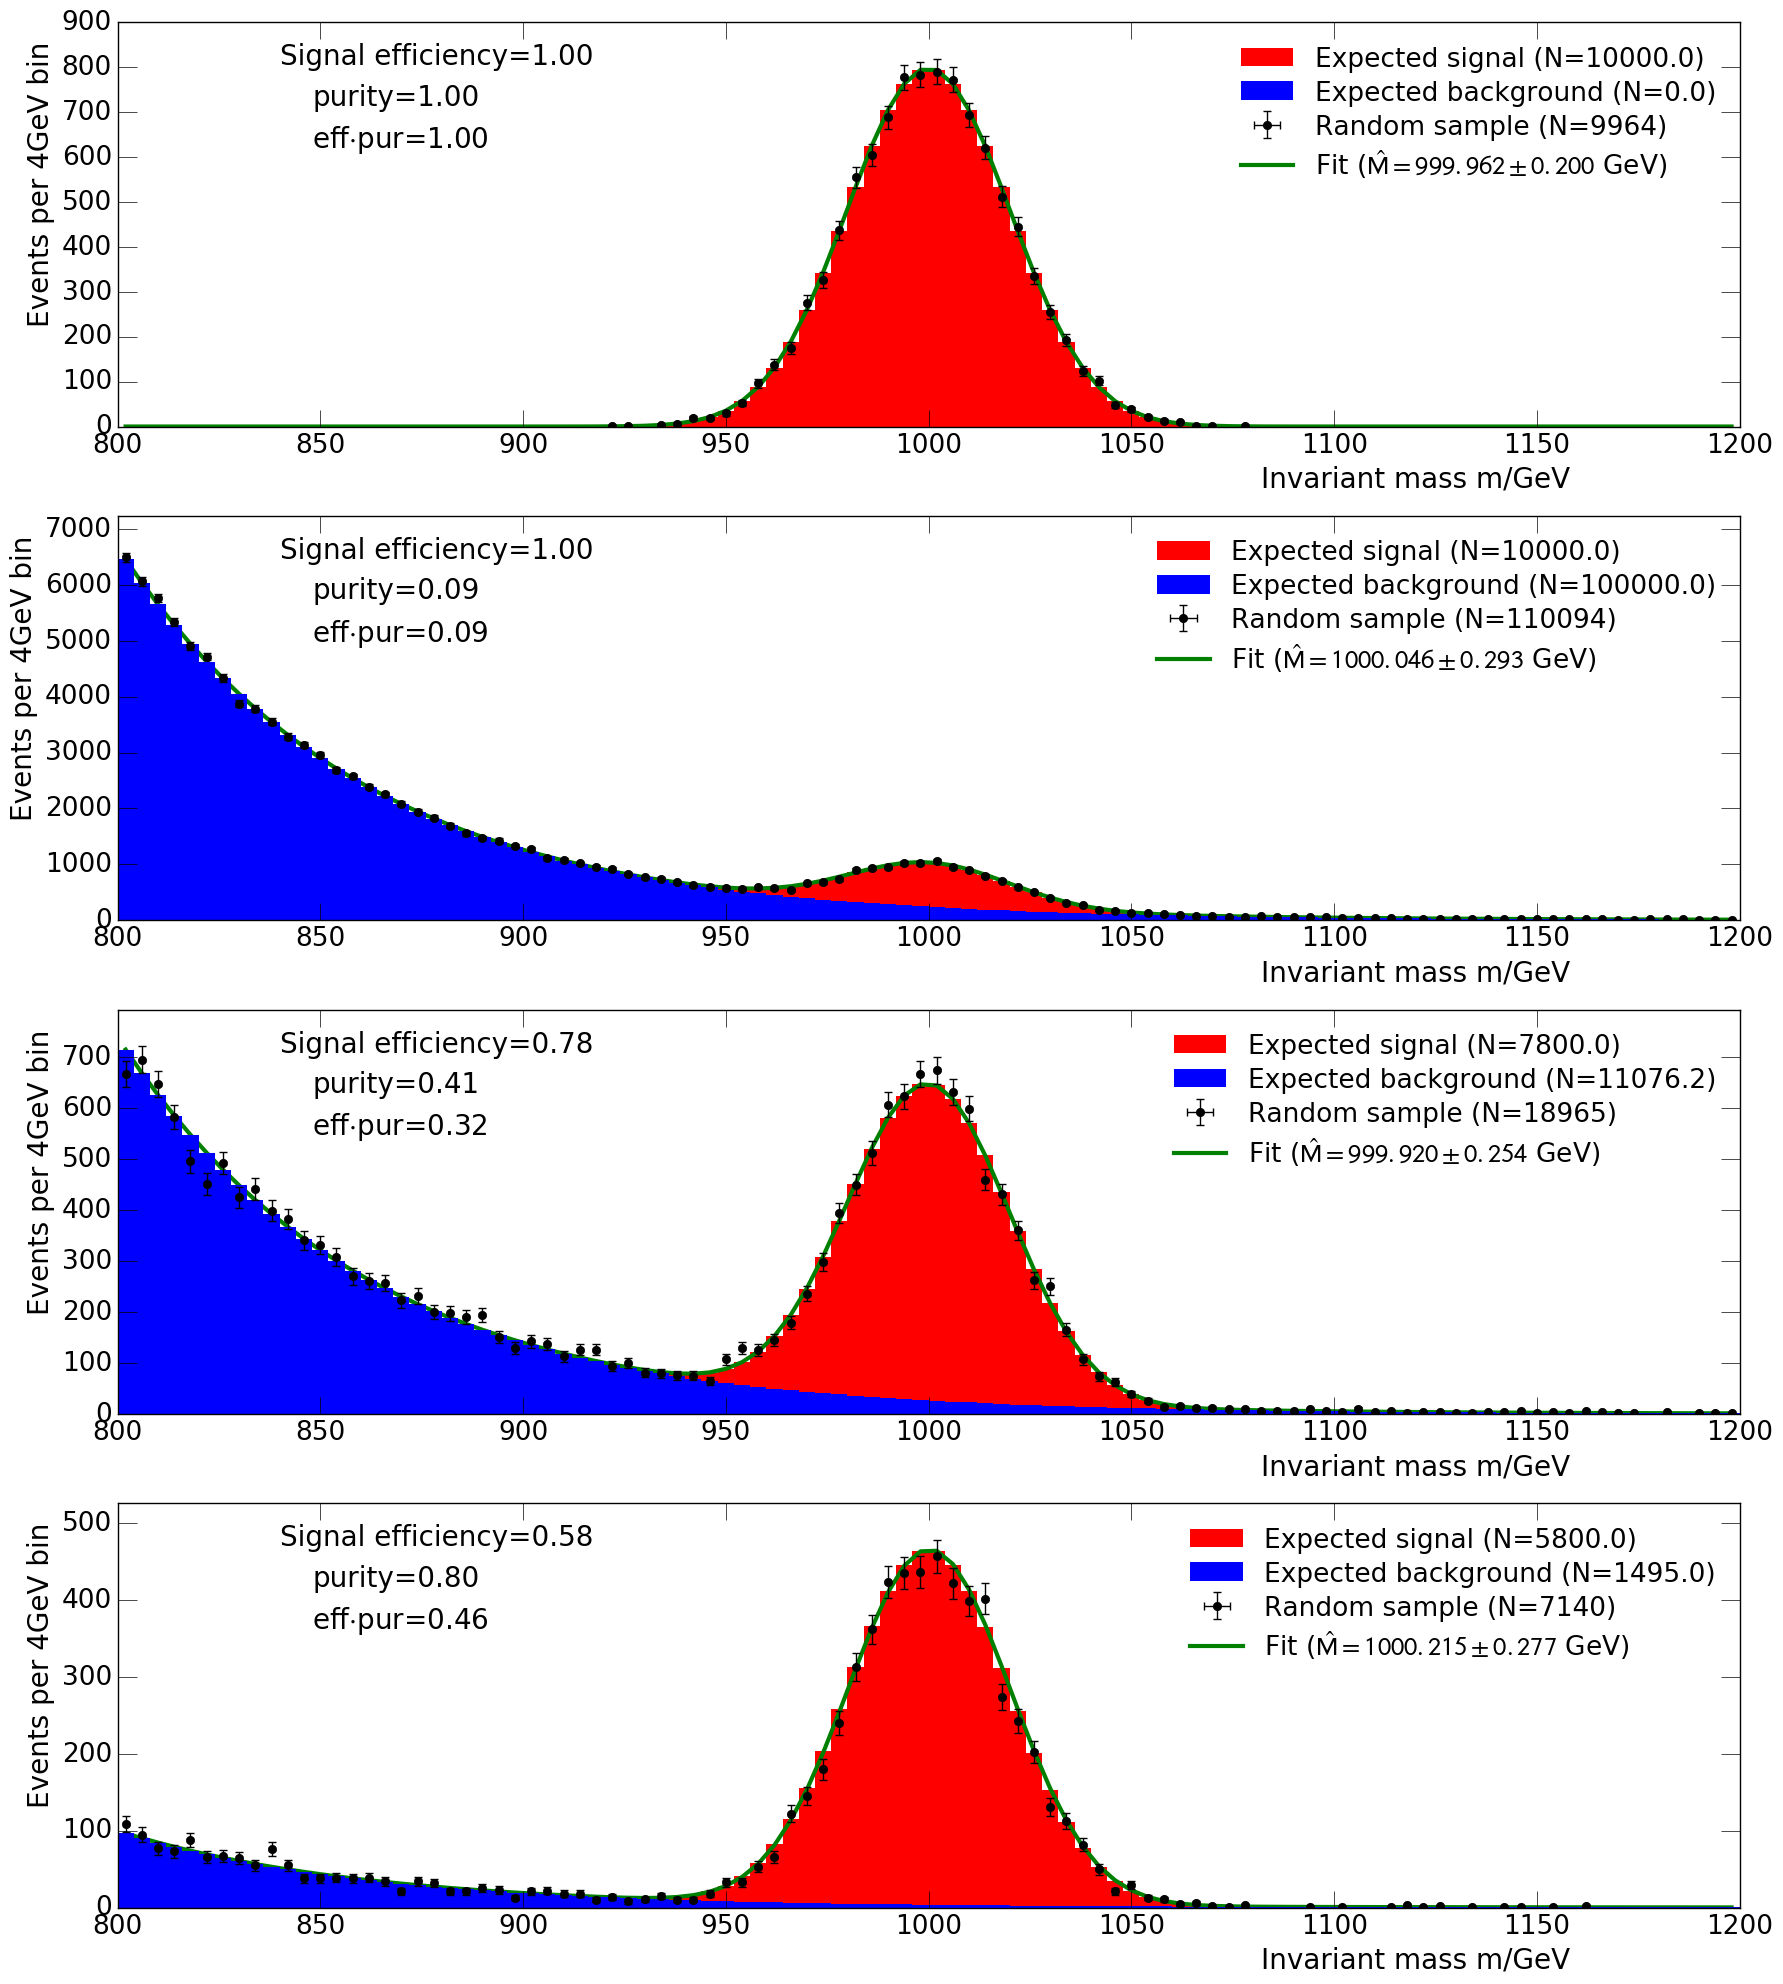 900
800
700
600
500
400
300
200
100
0
Events per 4GeV bin
Signal efficiency=1.00
purity=1.00
eff·pur=1.00
Expected signal (N=10000.0)
Expected background (N=0.0)
Random sample (N=9964)
Fit (M̂=999.962±0.200 GeV)
800 850 900 950 1000 1050 1100 1150 1200
Invariant mass m/GeV
7000
6000
5000
4000
3000
2000
1000
0
Events per 4GeV bin
Signal efficiency=1.00
purity=0.09
eff·pur=0.09
Expected signal (N=10000.0)
Expected background (N=100000.0)
Random sample (N=110094)
Fit (M̂=1000.046±0.293 GeV)
800 850 900 950 1000 1050 1100 1150 1200
Invariant mass m/GeV
700
600
500
400
300
200
100
0
Events per 4GeV bin
Signal efficiency=0.78
purity=0.41
eff·pur=0.32
Expected signal (N=7800.0)
Expected background (N=11076.2)
Random sample (N=18965)
Fit (M̂=999.920±0.254 GeV)
800 850 900 950 1000 1050 1100 1150 1200
Invariant mass m/GeV
500
400
300
200
100
0
Events per 4GeV bin
Signal efficiency=0.58
purity=0.80
eff·pur=0.46
Expected signal (N=5800.0)
Expected background (N=1495.0)
Random sample (N=7140)
Fit (M̂=1000.215±0.277 GeV)
800 850 900 950 1000 1050 1100 1150 1200
Invariant mass m/GeV